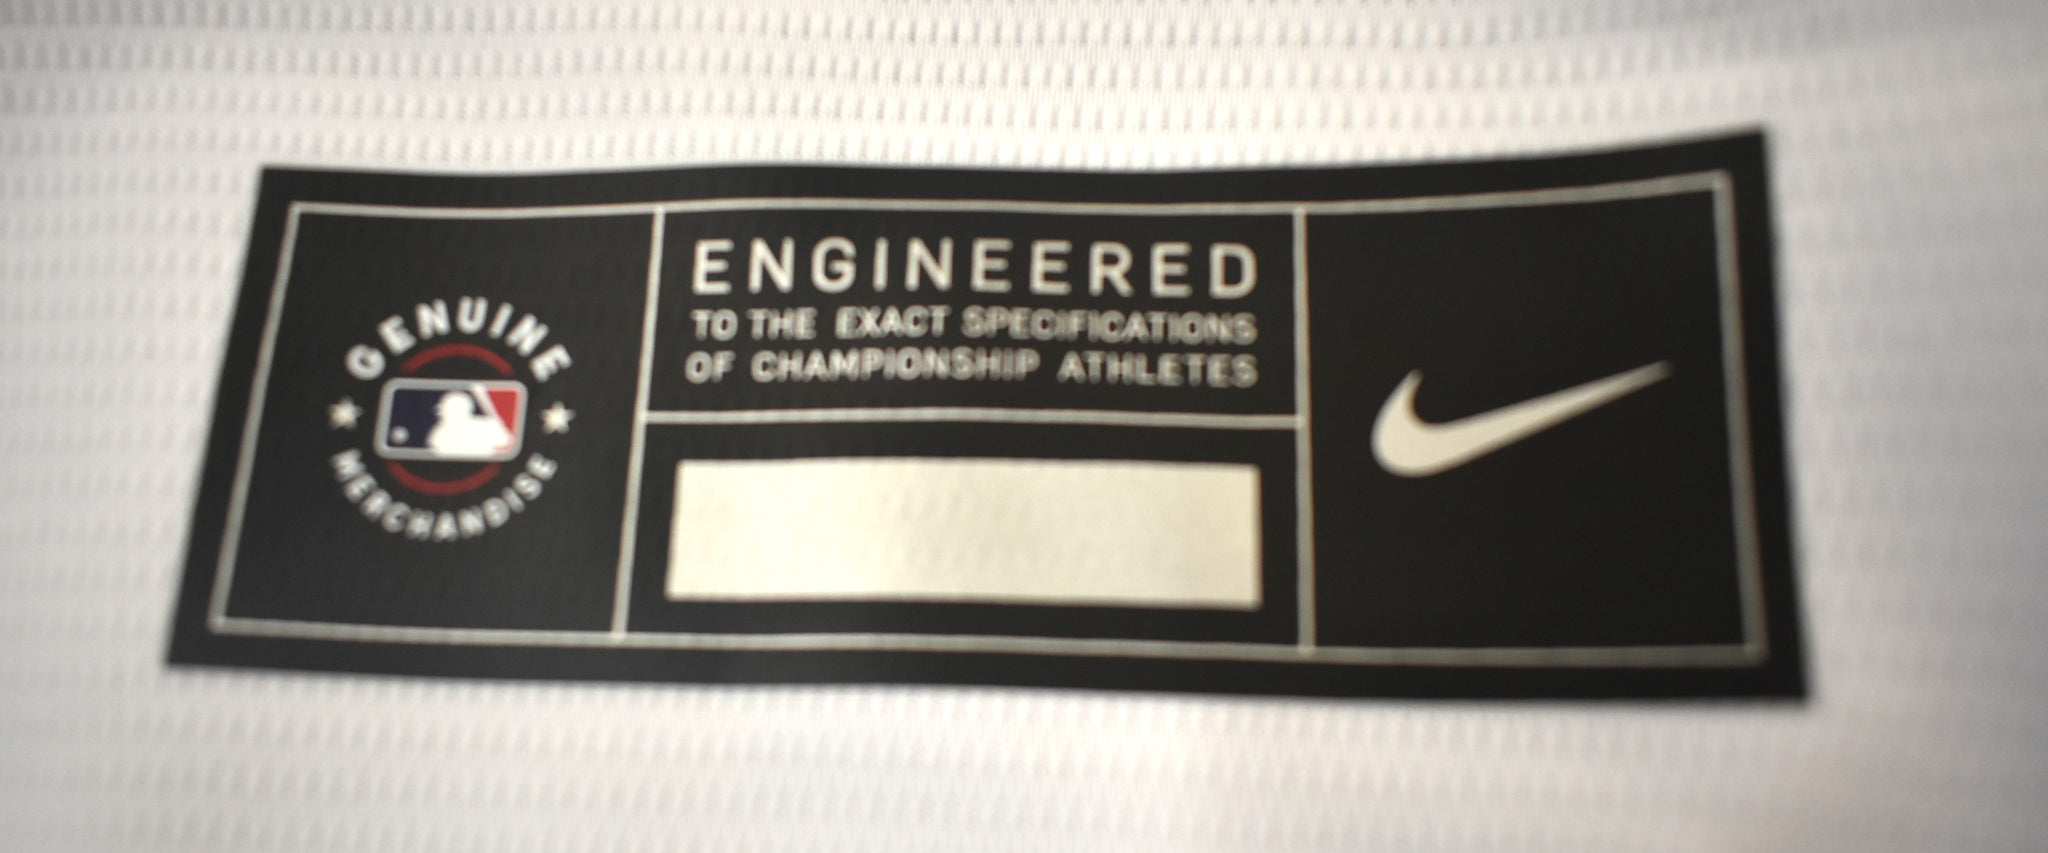 GENUINE
MERCHANDISE
ENGINEERED
TO THE EXACT SPECIFICATIONS
OF CHAMPIONSHIP ATHLETES